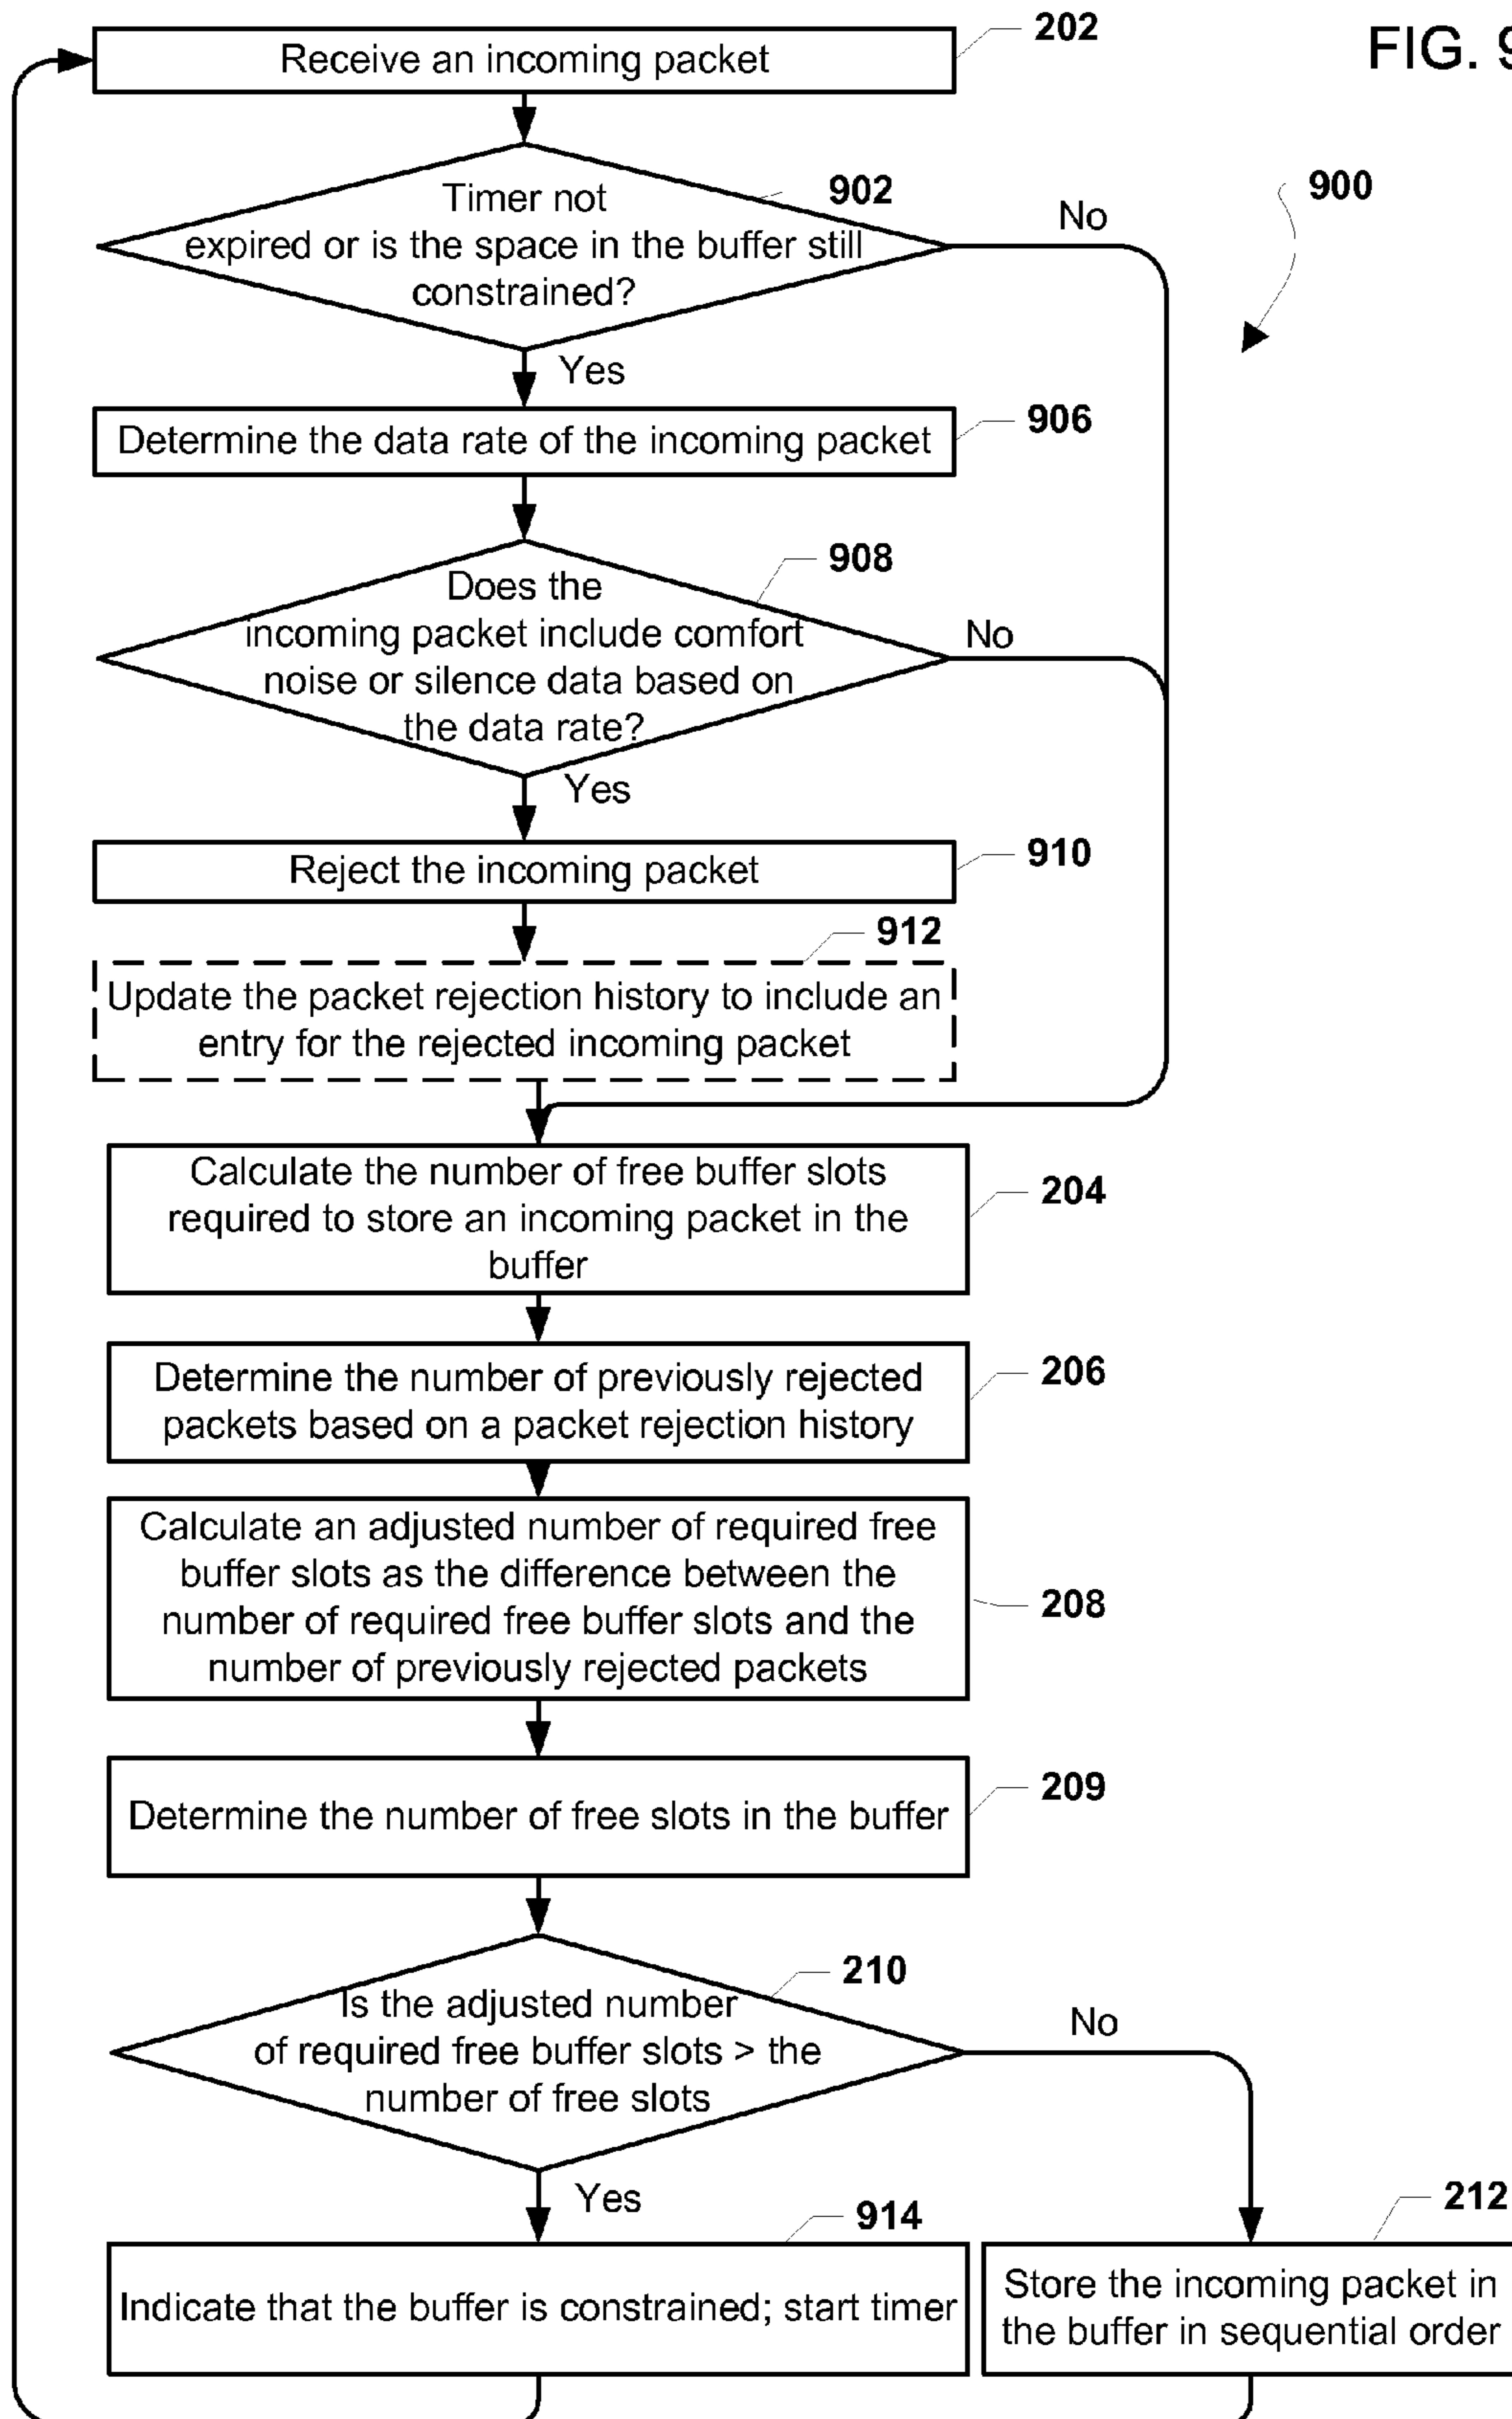 FIG. 9
Receive an incoming packet
202
900
Timer not
expired or is the space in the buffer still
constrained?
902
No
Yes
Determine the data rate of the incoming packet
906
Does the
incoming packet include comfort
noise or silence data based on
the data rate?
908
No
Yes
Reject the incoming packet
910
912
Update the packet rejection history to include an
entry for the rejected incoming packet
Calculate the number of free buffer slots
required to store an incoming packet in the
buffer
204
Determine the number of previously rejected
packets based on a packet rejection history
206
Calculate an adjusted number of required free
buffer slots as the difference between the
number of required free buffer slots and the
number of previously rejected packets
208
Determine the number of free slots in the buffer
209
Is the adjusted number
of required free buffer slots > the
number of free slots
210
No
Yes
914
Indicate that the buffer is constrained; start timer
212
Store the incoming packet in
the buffer in sequential order